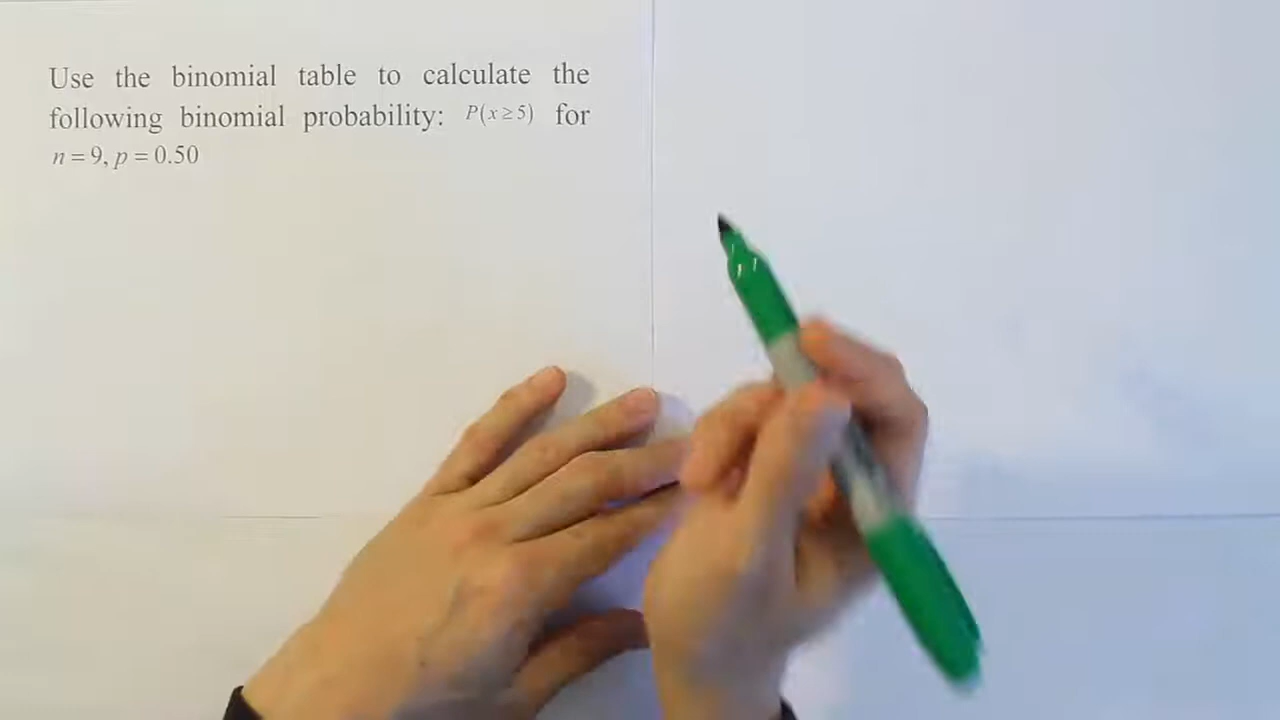 Use the binomial table to calculate the
following binomial probability: P(x≥5) for
n=9, p=0.50